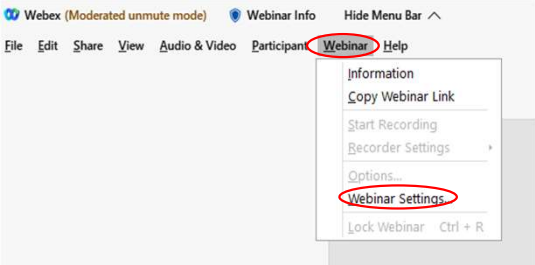 Webex (Moderated unmute mode) Webinar Info Hide Menu Bar
File Edit Share View Audio & Video Participant Webinar Help
Information
Copy Webinar Link
Start Recording
Recorder Settings
Options...
Webinar Settings...
Lock Webinar Ctrl + R